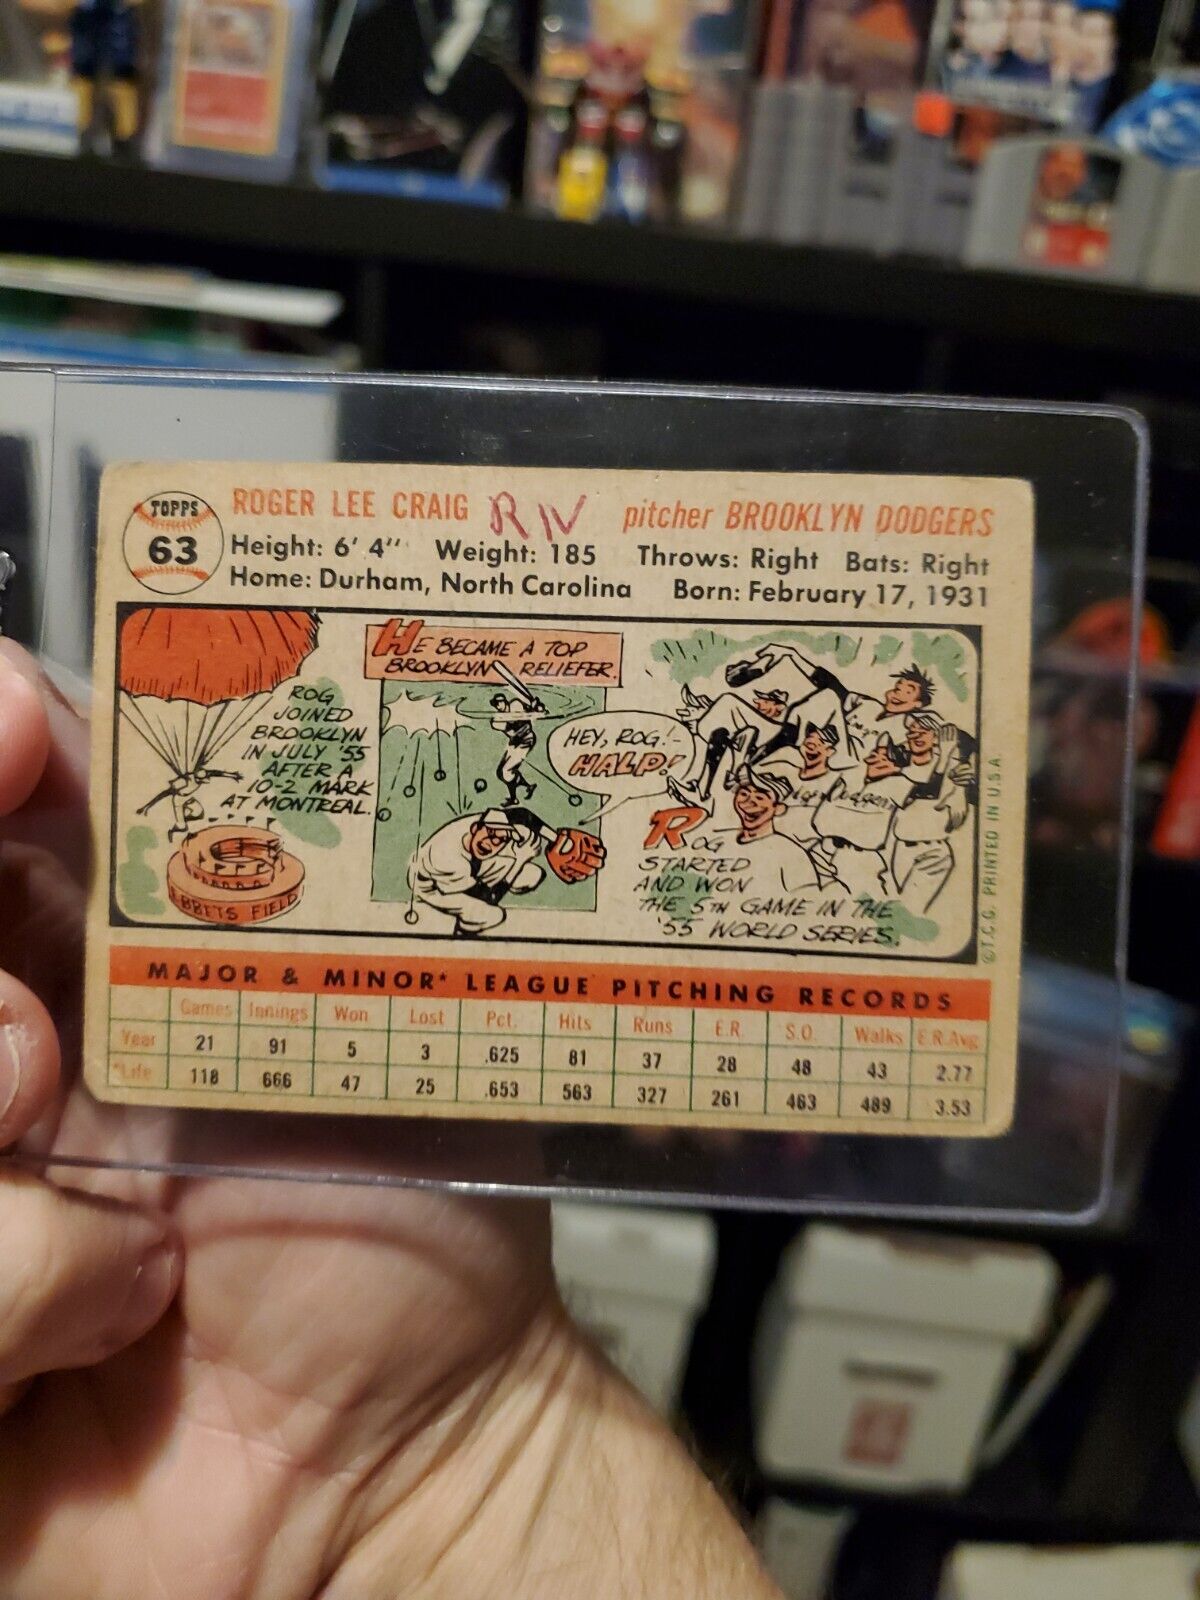 TOPPS
63
ROGER LEE CRAIG RIV pitcher BROOKLYN DODGERS
Height: 6' 4" Weight: 185 Throws: Right Bats: Right
Home: Durham, North Carolina Born: February 17, 1931
ROG
JOINED
BROOKLYN
IN JULY '55
AFTER A
10-2 MARK
AT MONTREAL.
EBBETS FIELD
HE BECAME A TOP
BROOKLYN RELIEFER.
HEY, ROG!-
HALP!
ROG
STARTED
AND WON
THE 5TH GAME IN THE
'55 WORLD SERIES.
©T.C.G. PRINTED IN U.S.A.
MAJOR & MINOR* LEAGUE PITCHING RECORDS
Games Innings Won Lost Pct. Hits Runs E.R. S.O. Walks E.R.Avg
Year 21 91 5 3 .625 81 37 28 48 43 2.77
*Life 118 666 47 25 .653 563 327 261 463 489 3.53